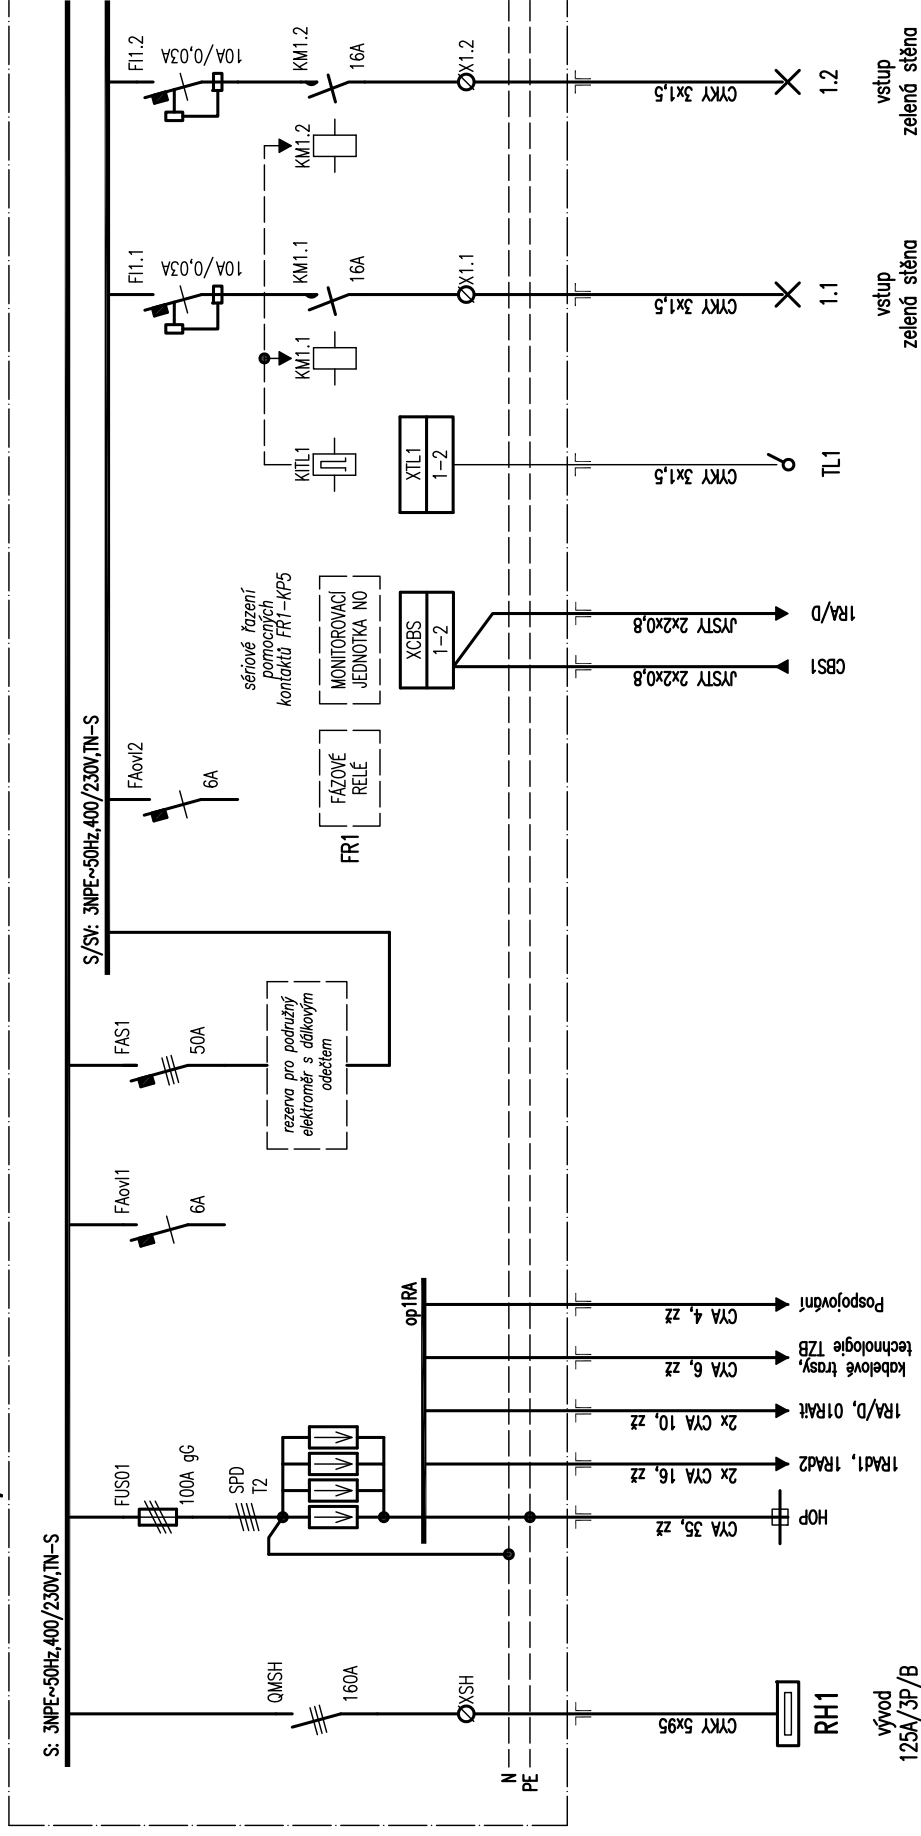 S: 3NPE~50Hz,400/230V,TN-S
QMSH
160A
XSH
CYKY 5x95
RH1
vývod
125A/3P/B
N
PE
FUS01
100A gG
SPD
T2
op1RA
CYA 35, zž
HOP
2x CYA 16, zž
1RAd1, 1RAd2
2x CYA 10, zž
1RA/D, 01RAit
CYA 6, zž
kabelové trasy,
technologie TZB
CYA 4, zž
Pospojování
FAovl1
6A
FAS1
50A
rezerva pro podružný
elektroměr s dálkovým
odečtem
S/SV: 3NPE~50Hz,400/230V,TN-S
FAovl2
6A
FR1
FÁZOVÉ
RELÉ
sériové řazení
pomocných
kontaktů FR1-KP5
MONITOROVACÍ
JEDNOTKA NO
XCBS
1-2
JYSTY 2x2x0,8
CBS1
JYSTY 2x2x0,8
1RA/D
KITL1
XTL1
1-2
CYKY 3x1,5
TL1
FI1.1
10A/0,03A
KM1.1
KM1.1
16A
X1.1
CYKY 3x1,5
1.1
vstup
zelená stěna
FI1.2
10A/0,03A
KM1.2
KM1.2
16A
X1.2
CYKY 3x1,5
1.2
vstup
zelená stěna